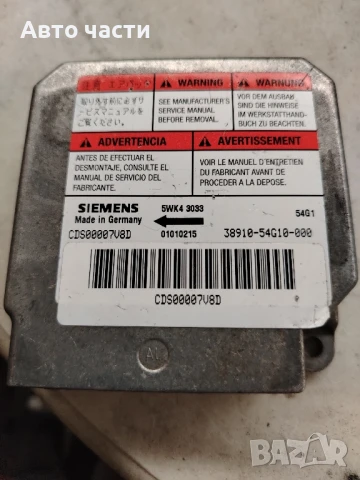 Авто части
WARNING
SEE MANUFACTURER'S
SERVICE MANUAL
BEFORE REMOVAL.
WARNUNG
VOR DEM AUSBAU
SIND DIE HINWEISE
IM WERKSTATTHAND-
BUCH ZU BEACHTEN.
ADVERTENCIA
ANTES DE EFECTUAR EL
DESMONTAJE, CONSULTE EL
MANUAL DE SERVICIO DEL
FABRICANTE.
AVERTISSEMENT
VOIR LE MANUEL D'ENTRETIEN
DU FABRICANT AVANT DE
PROCEDER A LA DEPOSE.
SIEMENS 5WK4 3033 54G1
Made in Germany
CDS00007V8D 01010215 38910-54G10-000
CDS00007V8D
BAZAR